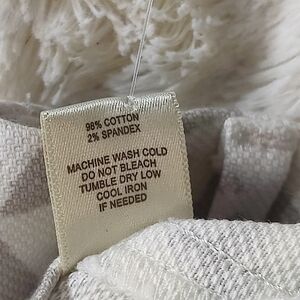 98% COTTON
2% SPANDEX
MACHINE WASH COLD
DO NOT BLEACH
TUMBLE DRY LOW
COOL IRON
IF NEEDED